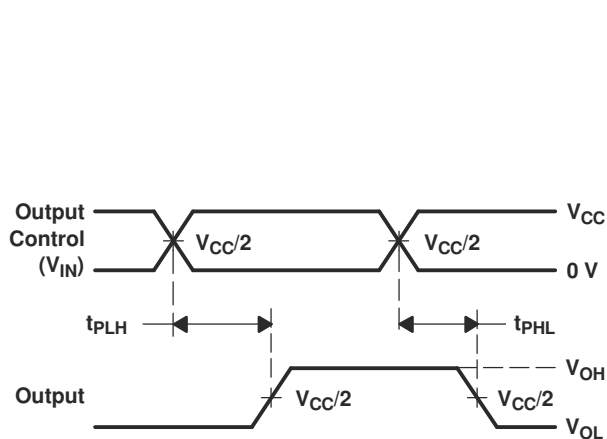 Output
Control
(VIN)
VCC/2
VCC/2
VCC
0 V
tPLH
tPHL
Output
VCC/2
VCC/2
VOH
VOL